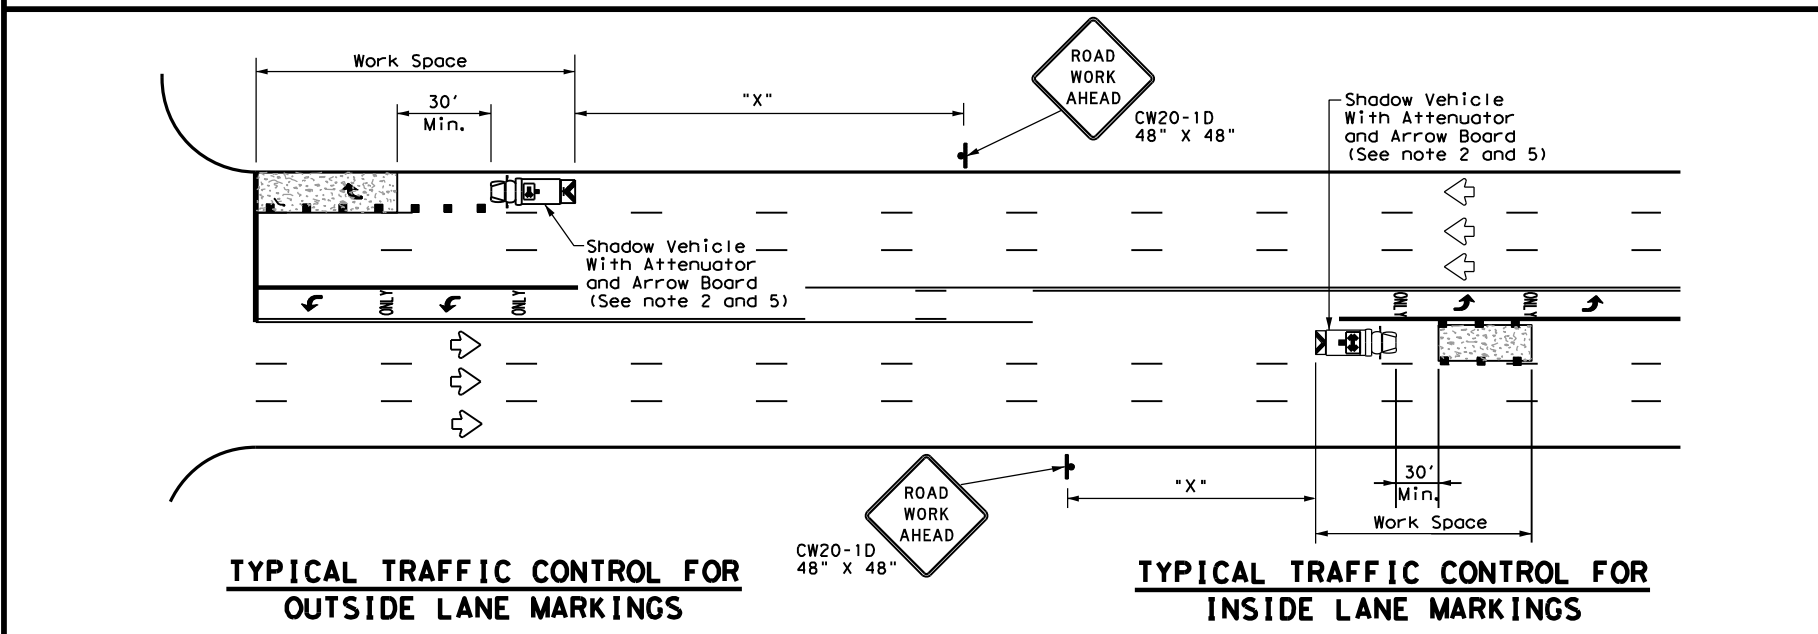 Work Space
30'
Min.
"X"
ROAD
WORK
AHEAD
CW20-1D
48" X 48"
Shadow Vehicle
With Attenuator
and Arrow Board
(See note 2 and 5)
Shadow Vehicle
With Attenuator
and Arrow Board
(See note 2 and 5)
ONLY
ONLY
ONLY
ONLY
ROAD
WORK
AHEAD
CW20-1D
48" X 48"
"X"
30'
Min.
Work Space
TYPICAL TRAFFIC CONTROL FOR
OUTSIDE LANE MARKINGS
TYPICAL TRAFFIC CONTROL FOR
INSIDE LANE MARKINGS